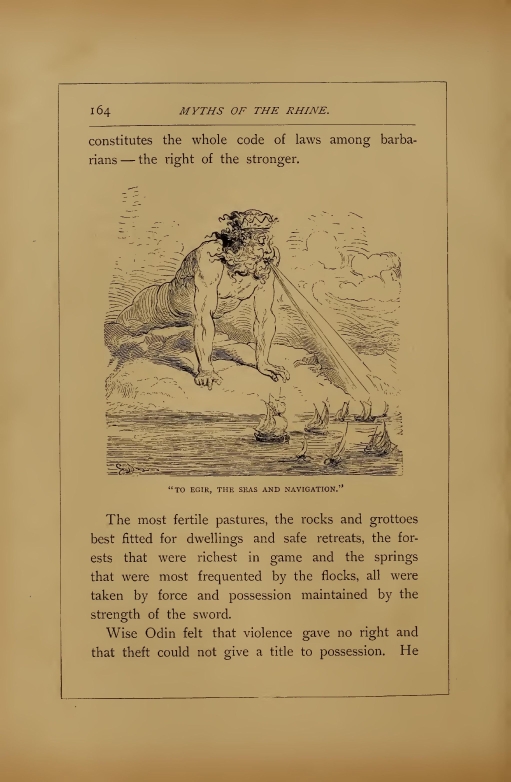 164
MYTHS OF THE RHINE.
constitutes the whole code of laws among barba-
rians — the right of the stronger.
"TO EGIR, THE SEAS AND NAVIGATION."
The most fertile pastures, the rocks and grottoes
best fitted for dwellings and safe retreats, the for-
ests that were richest in game and the springs
that were most frequented by the flocks, all were
taken by force and possession maintained by the
strength of the sword.
Wise Odin felt that violence gave no right and
that theft could not give a title to possession. He